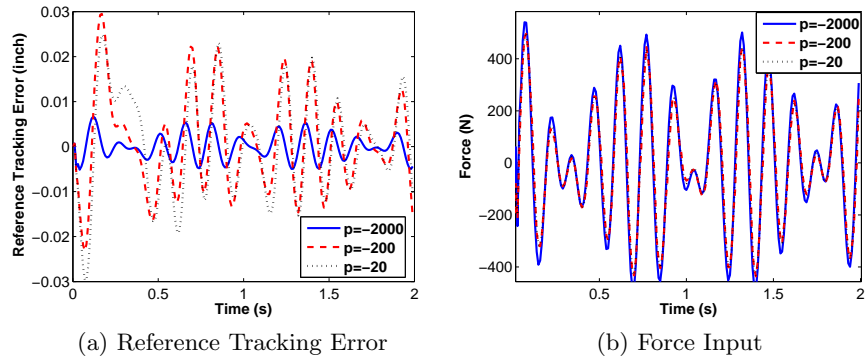 0.03
0.02
0.01
0
−0.01
−0.02
−0.03
Reference Tracking Error (inch)
p=−2000
p=−200
p=−20
0 0.5 1 1.5 2
Time (s)
(a) Reference Tracking Error
400
200
0
−200
−400
Force (N)
p=−2000
p=−200
p=−20
0.5 1 1.5 2
Time (s)
(b) Force Input